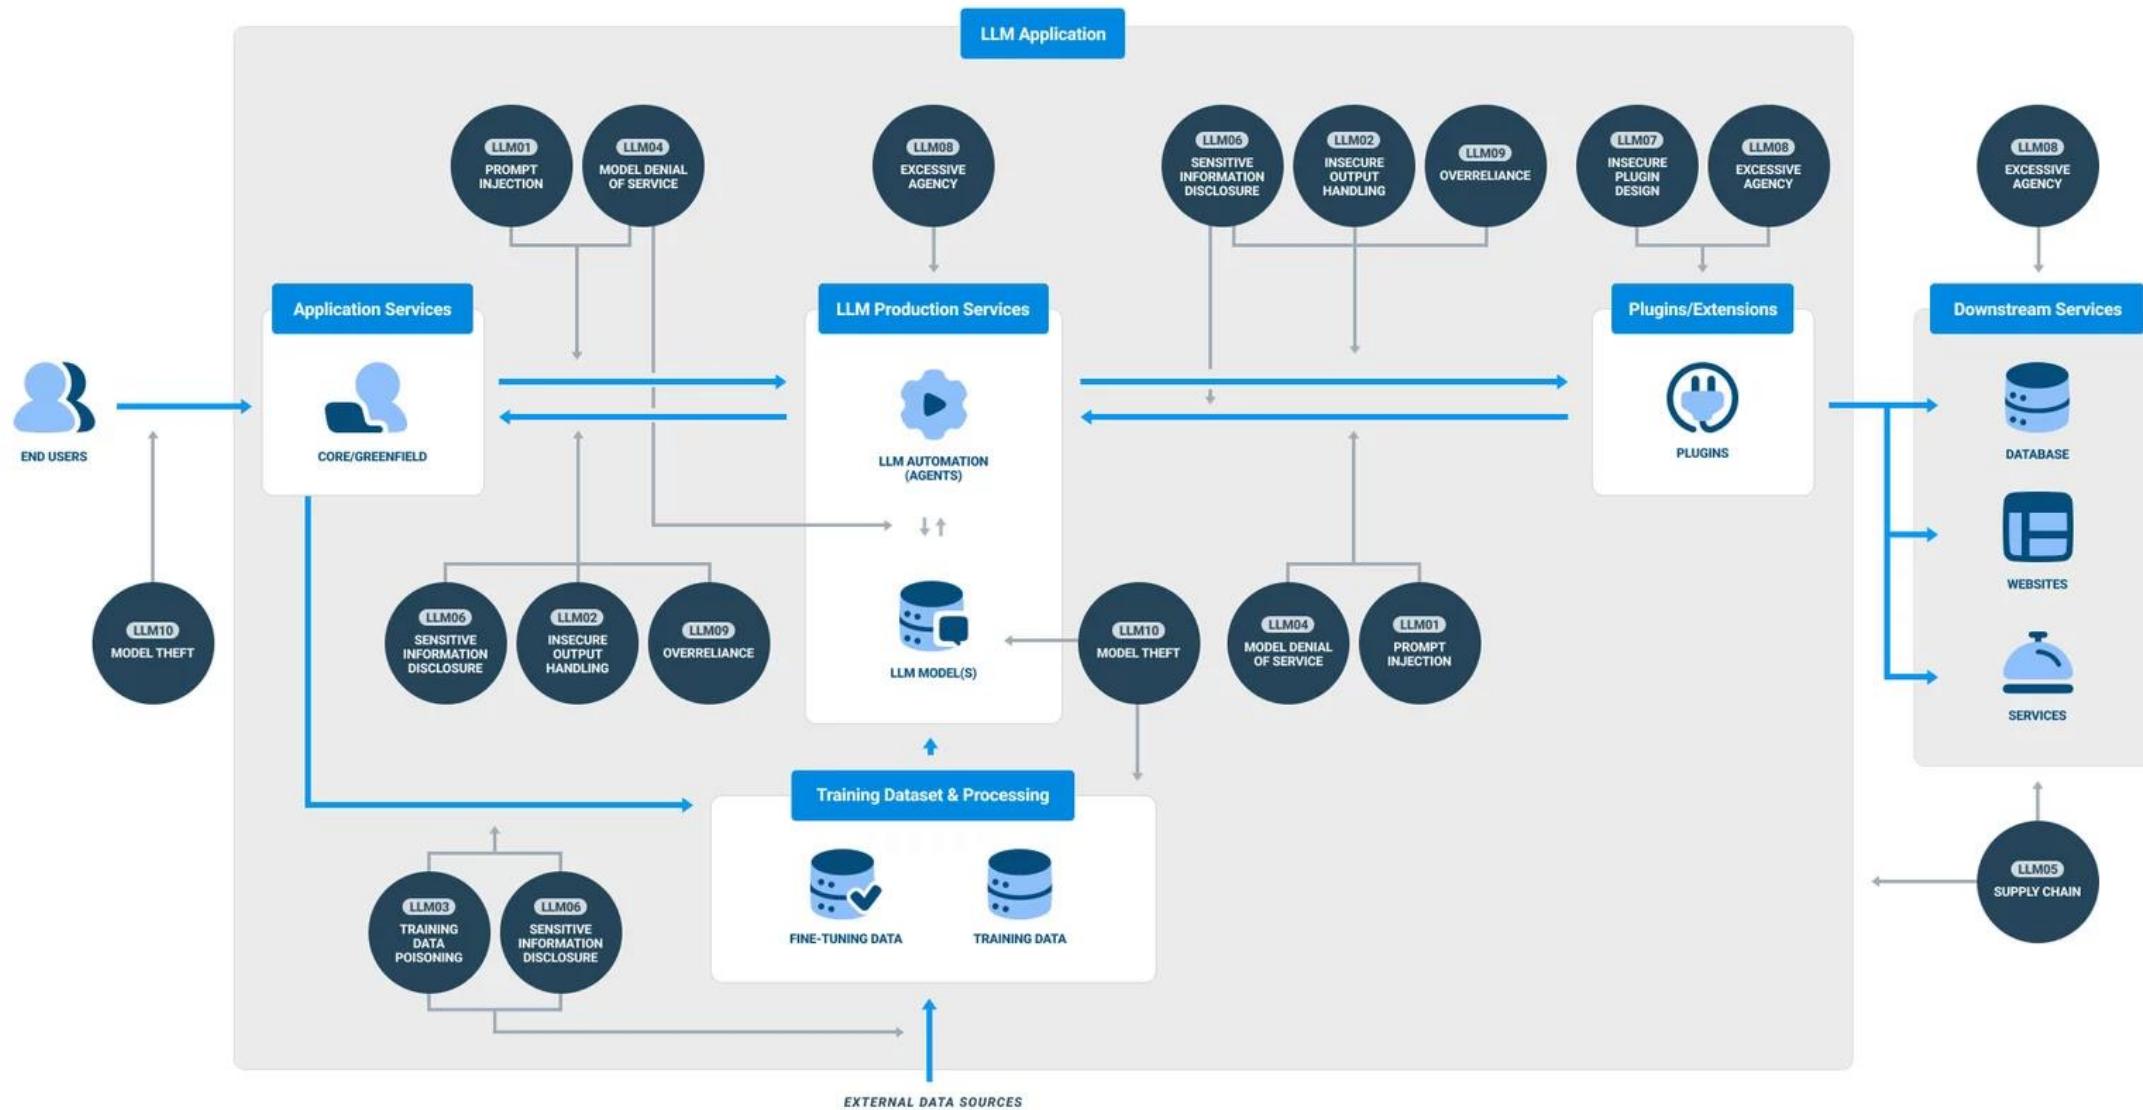 LLM Application
LLM01
PROMPT
INJECTION
LLM04
MODEL DENIAL
OF SERVICE
LLM08
EXCESSIVE
AGENCY
LLM06
SENSITIVE
INFORMATION
DISCLOSURE
LLM02
INSECURE
OUTPUT
HANDLING
LLM09
OVERRELIANCE
LLM07
INSECURE
PLUGIN
DESIGN
LLM08
EXCESSIVE
AGENCY
LLM08
EXCESSIVE
AGENCY
Application Services
LLM Production Services
Plugins/Extensions
Downstream Services
END USERS
CORE/GREENFIELD
LLM AUTOMATION
(AGENTS)
PLUGINS
DATABASE
WEBSITES
SERVICES
LLM10
MODEL THEFT
LLM06
SENSITIVE
INFORMATION
DISCLOSURE
LLM02
INSECURE
OUTPUT
HANDLING
LLM09
OVERRELIANCE
LLM MODEL(S)
LLM10
MODEL THEFT
LLM04
MODEL DENIAL
OF SERVICE
LLM01
PROMPT
INJECTION
Training Dataset & Processing
FINE-TUNING DATA
TRAINING DATA
LLM03
TRAINING
DATA
POISONING
LLM06
SENSITIVE
INFORMATION
DISCLOSURE
LLM05
SUPPLY CHAIN
EXTERNAL DATA SOURCES